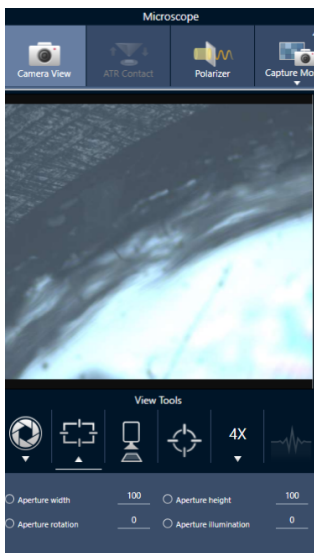 Microscope
Camera View
ATR Contact
Polarizer
Capture Mo
View Tools
4X
Aperture width 100
Aperture height 100
Aperture rotation 0
Aperture illumination 0